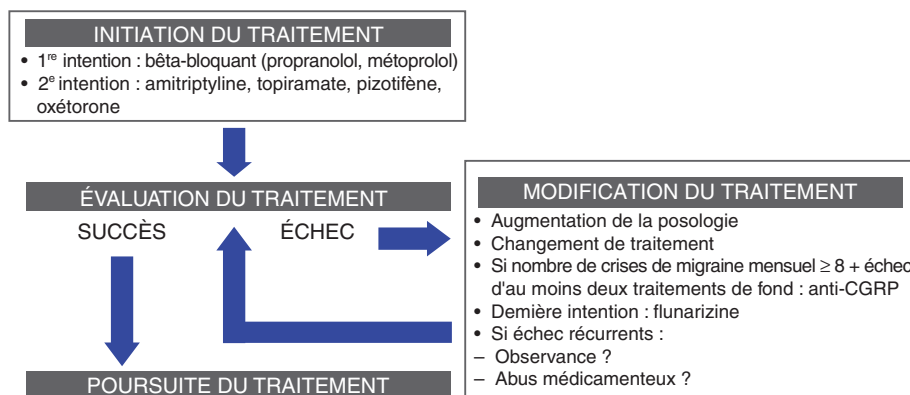 INITIATION DU TRAITEMENT
• 1re intention : bêta-bloquant (propranolol, métoprolol)
• 2e intention : amitriptyline, topiramate, pizotifène,
oxétorone
ÉVALUATION DU TRAITEMENT
SUCCÈS
ÉCHEC
POURSUITE DU TRAITEMENT
MODIFICATION DU TRAITEMENT
• Augmentation de la posologie
• Changement de traitement
• Si nombre de crises de migraine mensuel ≥ 8 + échec
d'au moins deux traitements de fond : anti-CGRP
• Demière intention : flunarizine
• Si échec récurrents :
– Observance ?
– Abus médicamenteux ?